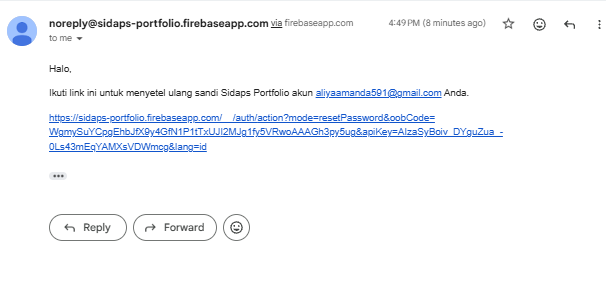 noreply@sidaps-portfolio.firebaseapp.com via firebaseapp.com 4:49 PM (8 minutes ago)
to me
Halo,
Ikuti link ini untuk menyetel ulang sandi Sidaps Portfolio akun aliyaamanda591@gmail.com Anda.
https://sidaps-portfolio.firebaseapp.com/__/auth/action?mode=resetPassword&oobCode=
WgmySuYCpgEhbJfX9y4GfN1P1tTxUJI2MJg1fy5VRwoAAAGh3py5ug&apiKey=AIzaSyBoiv_DYguZua_-
0Ls43mEqYAMXsVDWmcg&lang=id
Reply Forward